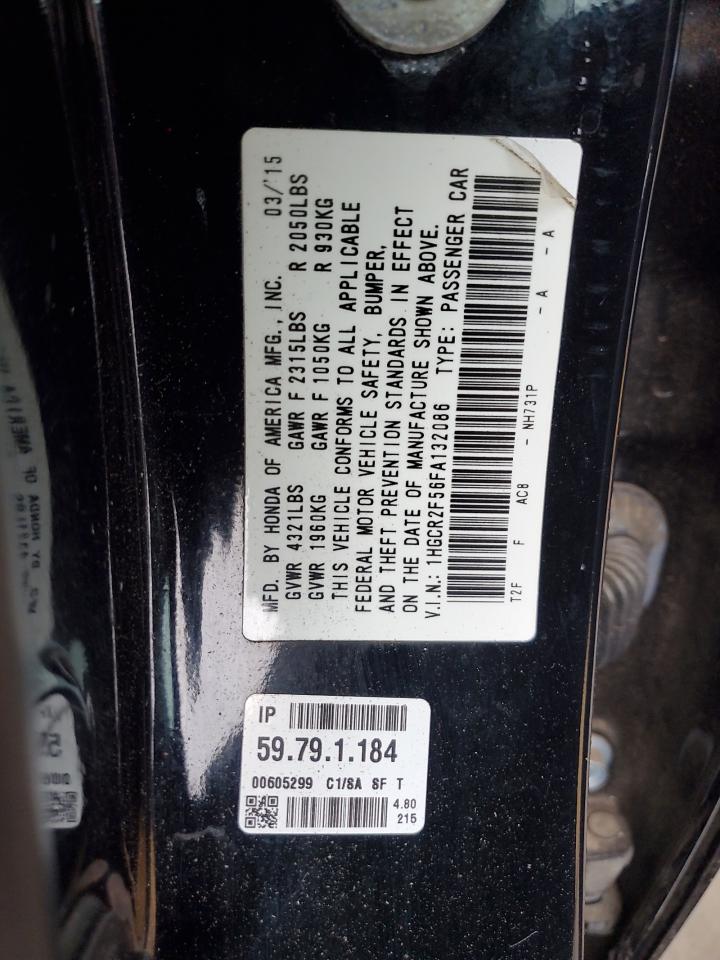 MFD. BY HONDA OF AMERICA MFG., INC. 03/'15
GVWR 4321LBS GAWR F 2315LBS R 2050LBS
GVWR 1960KG GAWR F 1050KG R 930KG
THIS VEHICLE CONFORMS TO ALL APPLICABLE
FEDERAL MOTOR VEHICLE SAFETY, BUMPER,
AND THEFT PREVENTION STANDARDS IN EFFECT
ON THE DATE OF MANUFACTURE SHOWN ABOVE.
V.I.N.: 1HGCR2F56FA132086 TYPE: PASSENGER CAR
T2F F AC8 - NH731P - A - A
IP
59.79.1.184
00605299 C1/SA SF T
4.80
215